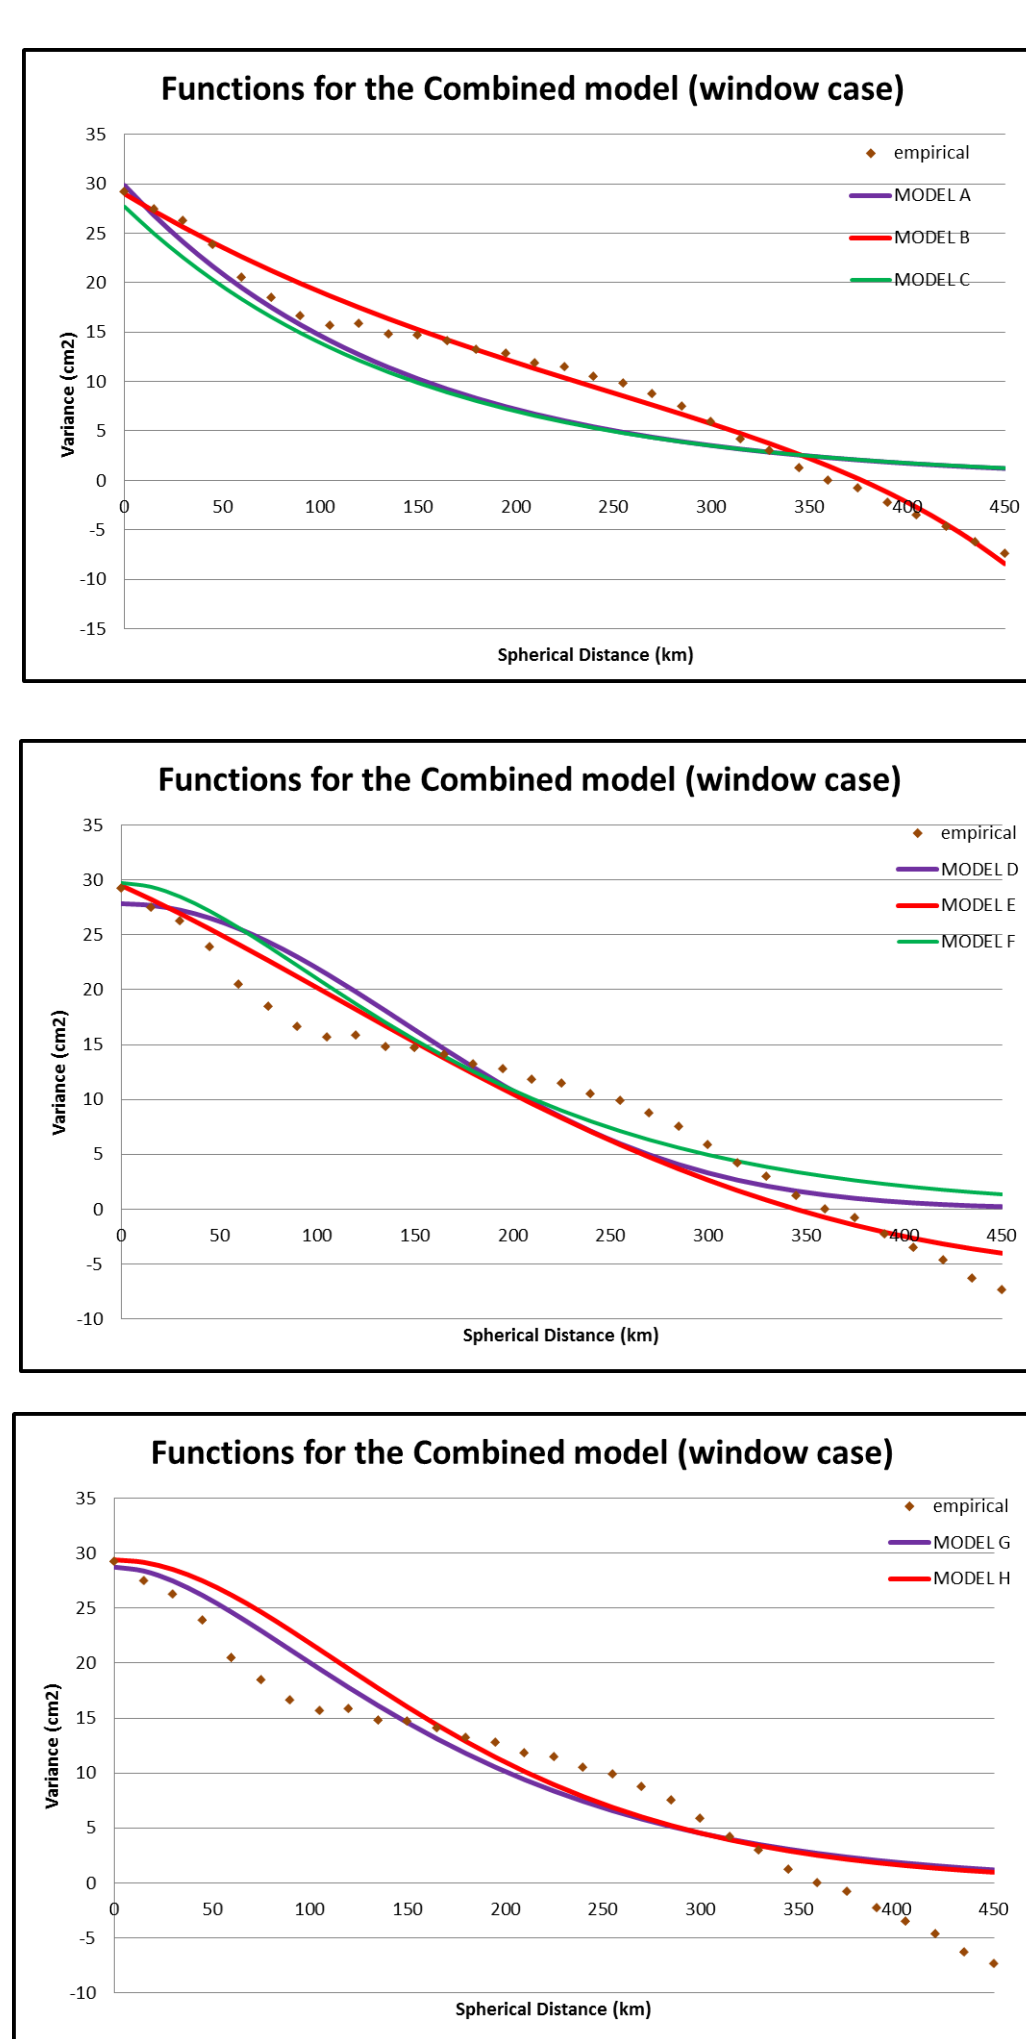 Functions for the Combined model (window case)
35
30
25
20
15
10
5
0
-5
-10
-15
Variance (cm2)
0 50 100 150 200 250 300 350 400 450
Spherical Distance (km)
empirical
MODEL A
MODEL B
MODEL C
Functions for the Combined model (window case)
35
30
25
20
15
10
5
0
-5
-10
Variance (cm2)
0 50 100 150 200 250 300 350 400 450
Spherical Distance (km)
empirical
MODEL D
MODEL E
MODEL F
Functions for the Combined model (window case)
35
30
25
20
15
10
5
0
-5
-10
Variance (cm2)
0 50 100 150 200 250 300 350 400 450
Spherical Distance (km)
empirical
MODEL G
MODEL H